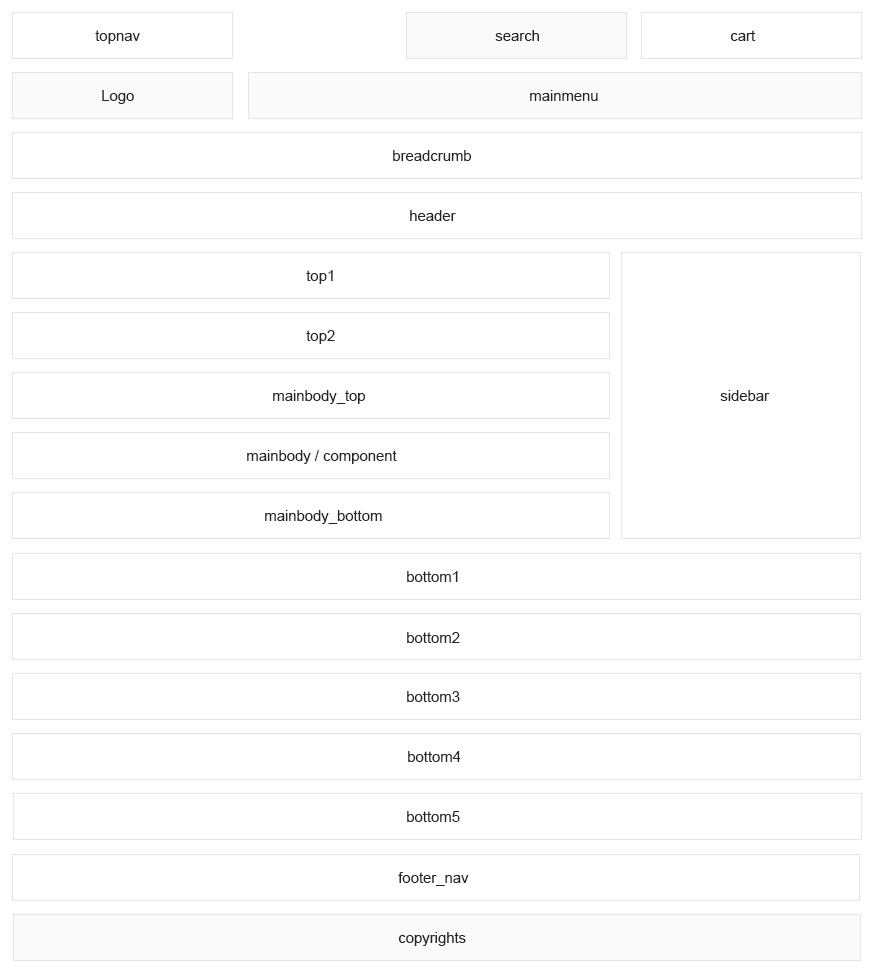 topnav
search
cart
Logo
mainmenu
breadcrumb
header
top1
top2
mainbody_top
mainbody / component
mainbody_bottom
sidebar
bottom1
bottom2
bottom3
bottom4
bottom5
footer_nav
copyrights